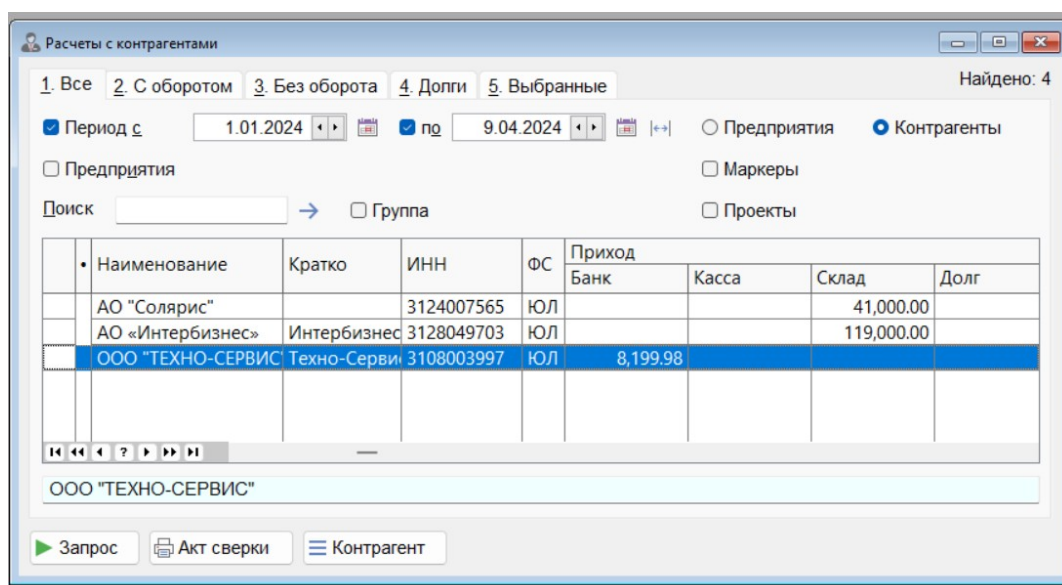 Расчеты с контрагентами
1. Все 2. С оборотом 3. Без оборота 4. Долги 5. Выбранные Найдено: 4
Период с 1.01.2024 по 9.04.2024 Предприятия Контрагенты
Предприятия Маркеры
Поиск Группа Проекты
• Наименование Кратко ИНН ФС Приход
Банк Касса Склад Долг
АО "Солярис" 3124007565 ЮЛ 41,000.00
АО «Интербизнес» Интербизнес 3128049703 ЮЛ 119,000.00
ООО "ТЕХНО-СЕРВИС" Техно-Серви 3108003997 ЮЛ 8,199.98
?
ООО "ТЕХНО-СЕРВИС"
Запрос Акт сверки Контрагент